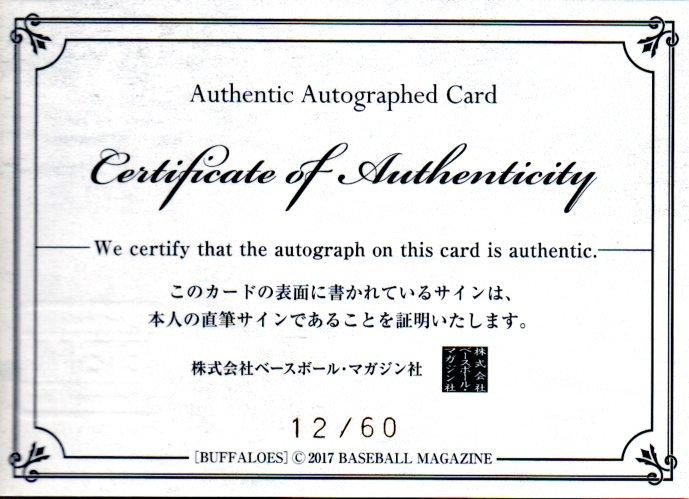 Authentic Autographed Card
Certificate of Authenticity
We certify that the autograph on this card is authentic.
このカードの表面に書かれているサインは、
本人の直筆サインであることを証明いたします。
株式会社ベースボール・マガジン社
株式会社
ベースボール・
マガジン社
12/60
[BUFFALOES] © 2017 BASEBALL MAGAZINE